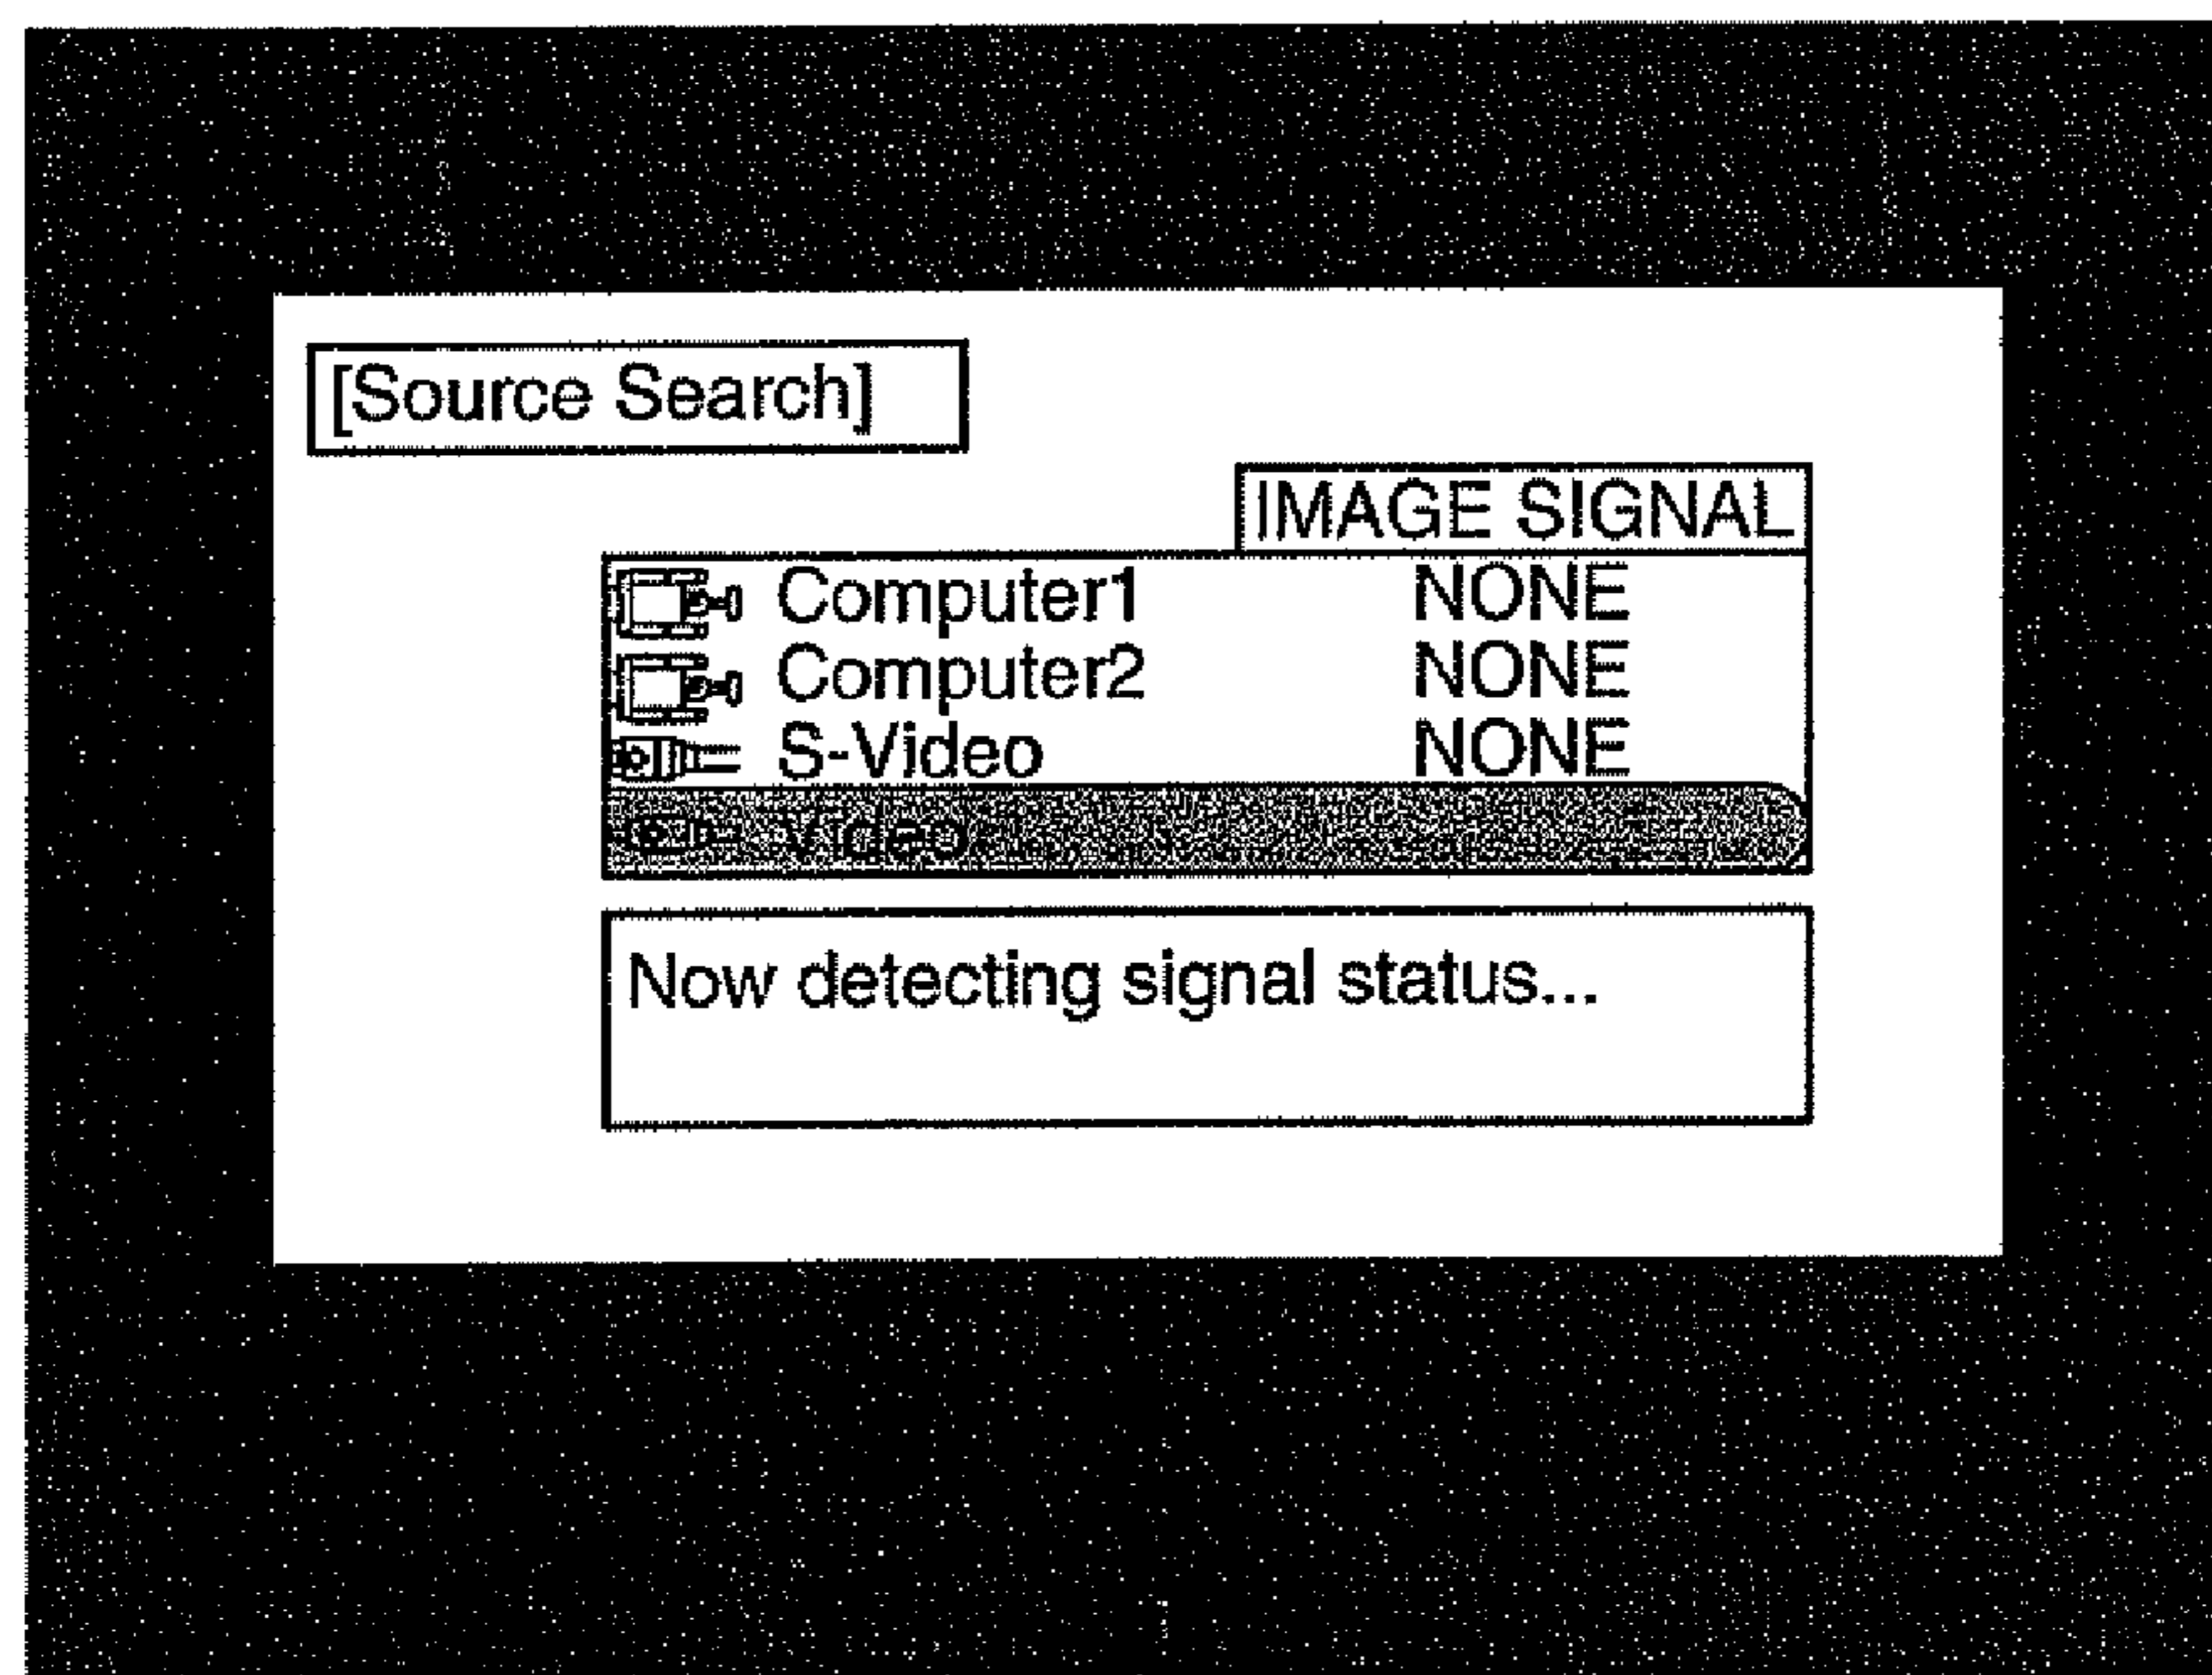 [Source Search]
IMAGE SIGNAL
Computer1 NONE
Computer2 NONE
S-Video NONE
Video
Now detecting signal status...